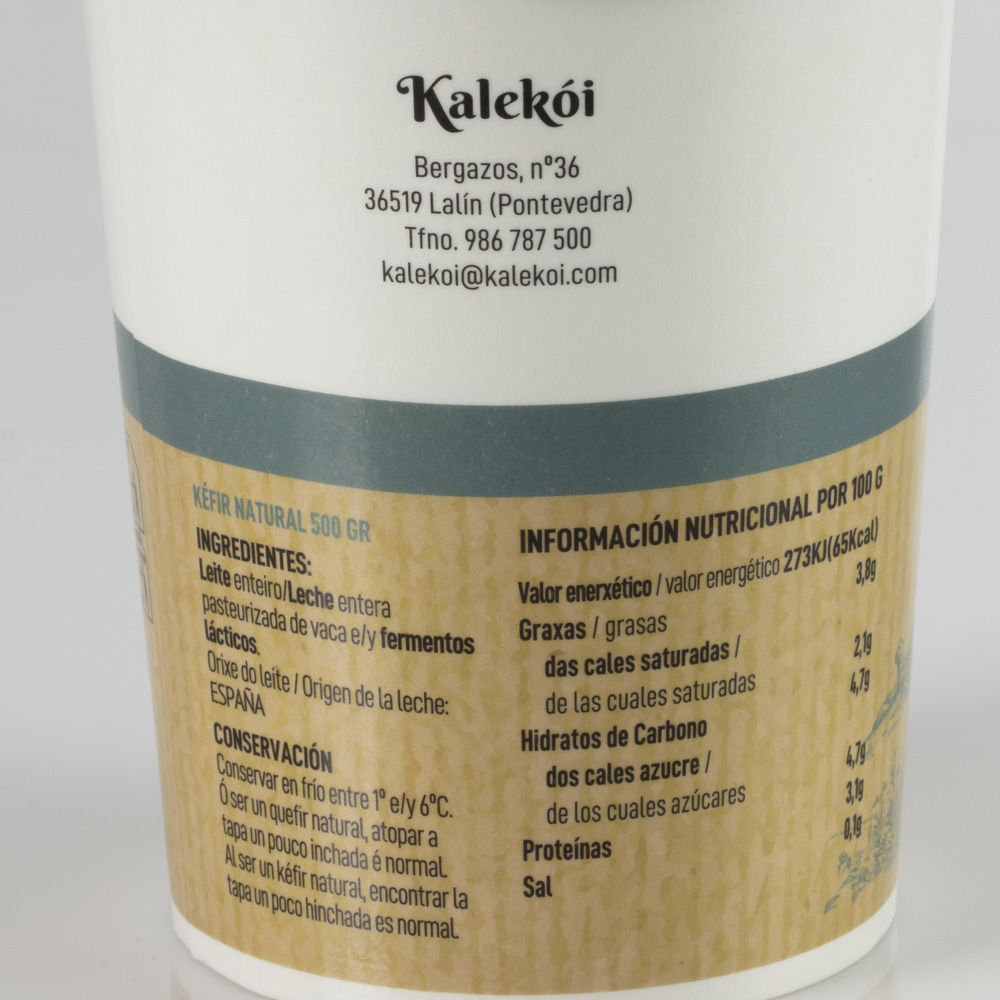 Kalekói
Bergazos, nº36
36519 Lalín (Pontevedra)
Tfno. 986 787 500
kalekoi@kalekoi.com
KÉFIR NATURAL 500 GR
INGREDIENTES:
Leite enteiro/Leche entera
pasteurizada de vaca e/y fermentos
lácticos.
Orixe do leite / Origen de la leche:
ESPAÑA
CONSERVACIÓN
Conservar en frío entre 1º e/y 6ºC.
Ó ser un quefir natural, atopar a
tapa un pouco inchada é normal.
Al ser un kéfir natural, encontrar la
tapa un poco hinchada es normal.
INFORMACIÓN NUTRICIONAL POR 100 G
Valor enerxético / valor energético 273KJ(65Kcal)
Graxas / grasas 3,8g
das cales saturadas /
de las cuales saturadas 2,1g
Hidratos de Carbono 4,7g
dos cales azucre /
de los cuales azúcares 4,7g
Proteínas 3,1g
Sal 0,1g